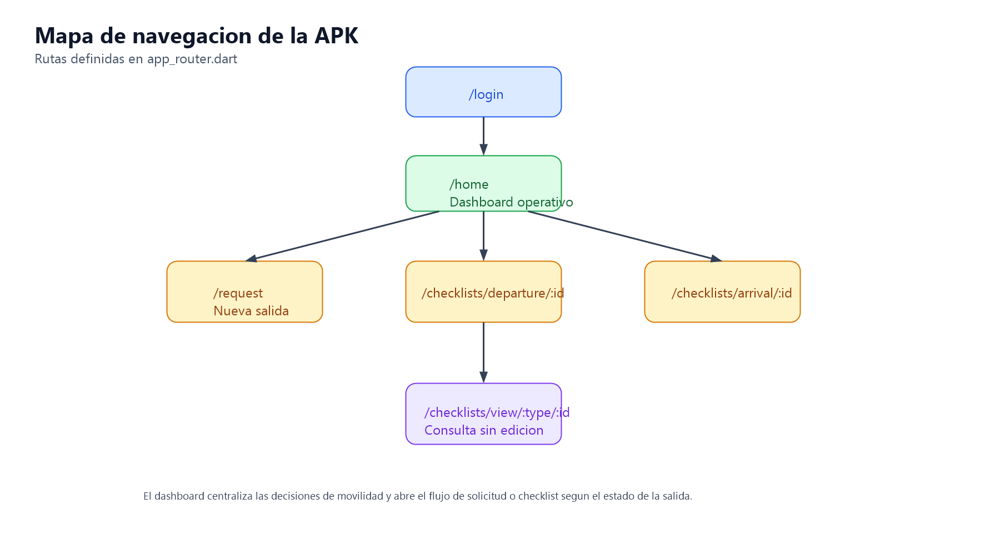 Mapa de navegacion de la APK
Rutas definidas en app_router.dart
/login
/home
Dashboard operativo
/request
Nueva salida
/checklists/departure/:id
/checklists/arrival/:id
/checklists/view/:type/:id
Consulta sin edicion
El dashboard centraliza las decisiones de movilidad y abre el flujo de solicitud o checklist segun el estado de la salida.